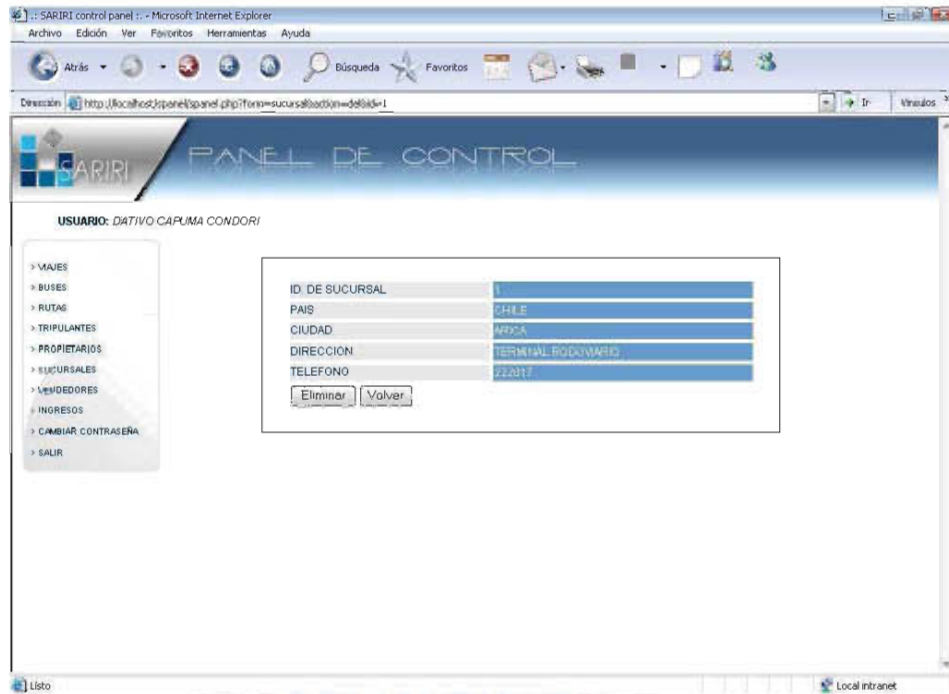 .: SARIRI control panel :. - Microsoft Internet Explorer
Archivo Edición Ver Favoritos Herramientas Ayuda
Atrás Búsqueda Favoritos
Dirección http://localhost/spanel/spanel.php?form=sucursal&action=del&id=1 Ir Vínculos »
SARIRI PANEL DE CONTROL
USUARIO: DATIVO CAPUMA CONDORI
> VIAJES
> BUSES
> RUTAS
> TRIPULANTES
> PROPIETARIOS
> SUCURSALES
> VENDEDORES
> INGRESOS
> CAMBIAR CONTRASEÑA
> SALIR
ID. DE SUCURSAL 1
PAIS CHILE
CIUDAD ARICA
DIRECCION TERMINAL RODOVIARIO
TELEFONO 222817
Eliminar Volver
Listo Local intranet